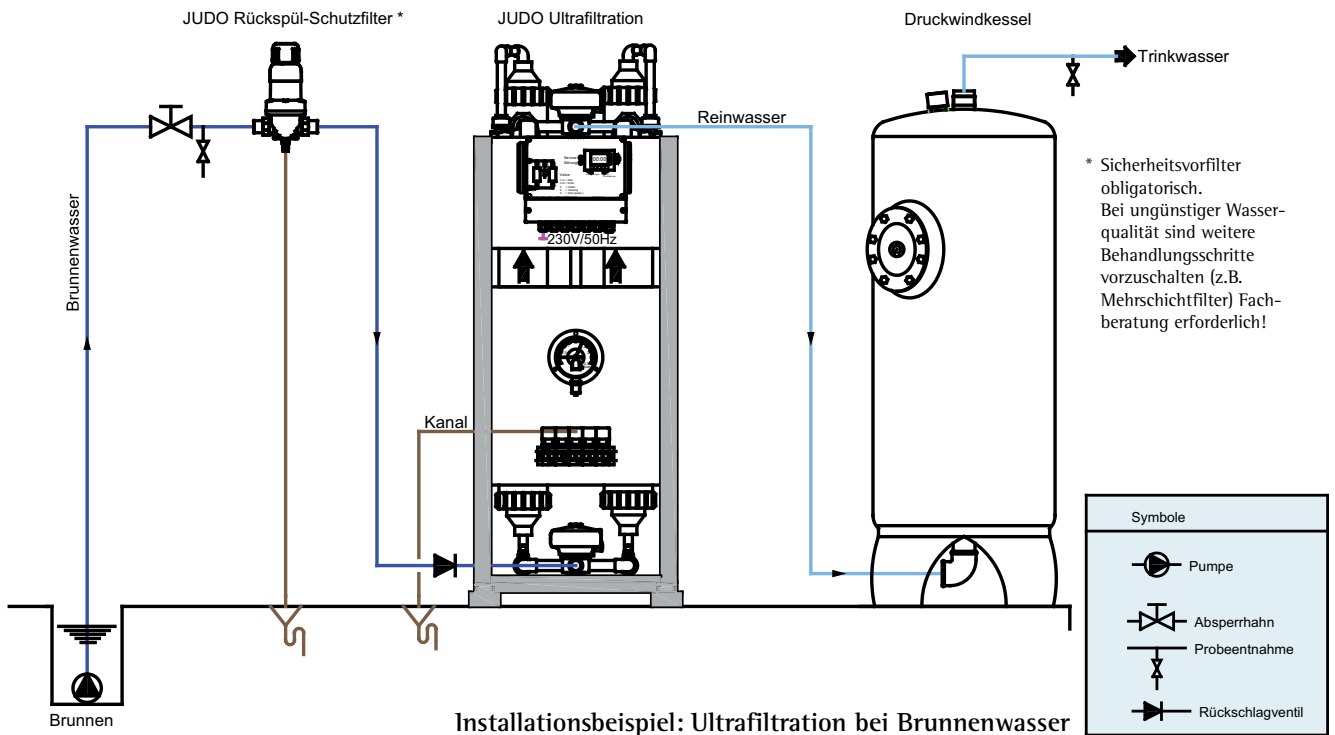 JUDO Rückspül-Schutzfilter *
JUDO Ultrafiltration
Druckwindkessel
Trinkwasser
Reinwasser
Brunnenwasser
230V/50Hz
Kanal
* Sicherheitsvorfilter
obligatorisch.
Bei ungünstiger Wasser-
qualität sind weitere
Behandlungsschritte
vorzuschalten (z.B.
Mehrschichtfilter) Fach-
beratung erforderlich!
Symbole
Pumpe
Absperrhahn
Probeentnahme
Rückschlagventil
Brunnen
Installationsbeispiel: Ultrafiltration bei Brunnenwasser